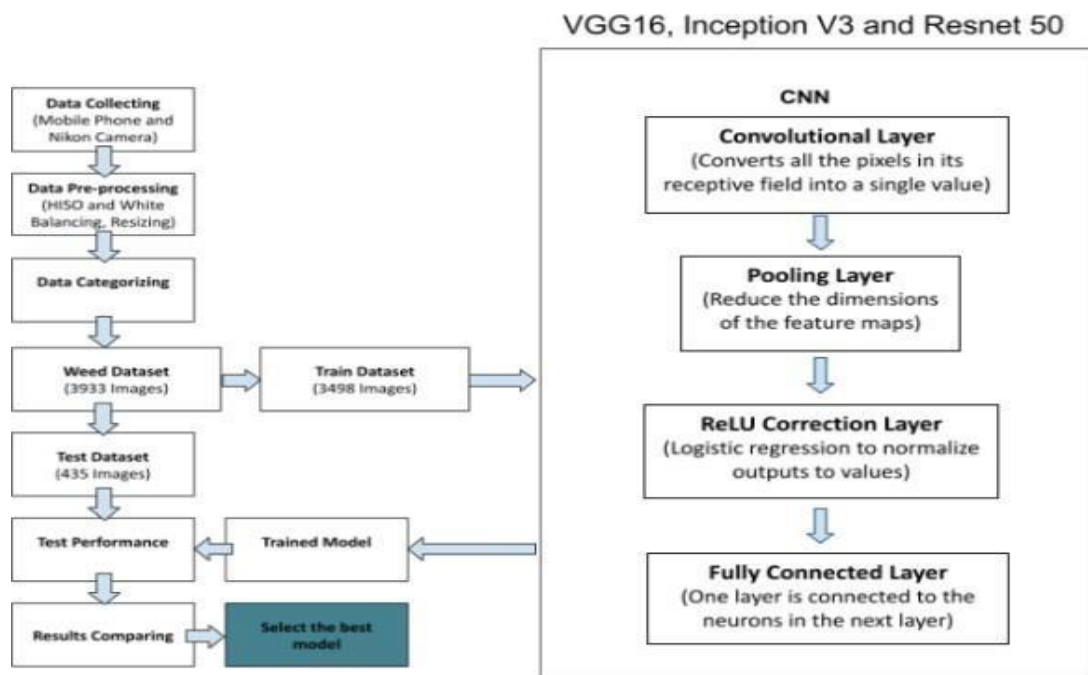 VGG16, Inception V3 and Resnet 50
Data Collecting
(Mobile Phone and
Nikon Camera)
Data Pre-processing
(HISO and White
Balancing, Resizing)
Data Categorizing
Weed Dataset
(3933 Images)
Train Dataset
(3498 Images)
Test Dataset
(435 Images)
Test Performance
Trained Model
Results Comparing
Select the best
model
CNN
Convolutional Layer
(Converts all the pixels in its
receptive field into a single value)
Pooling Layer
(Reduce the dimensions
of the feature maps)
ReLU Correction Layer
(Logistic regression to normalize
outputs to values)
Fully Connected Layer
(One layer is connected to the
neurons in the next layer)